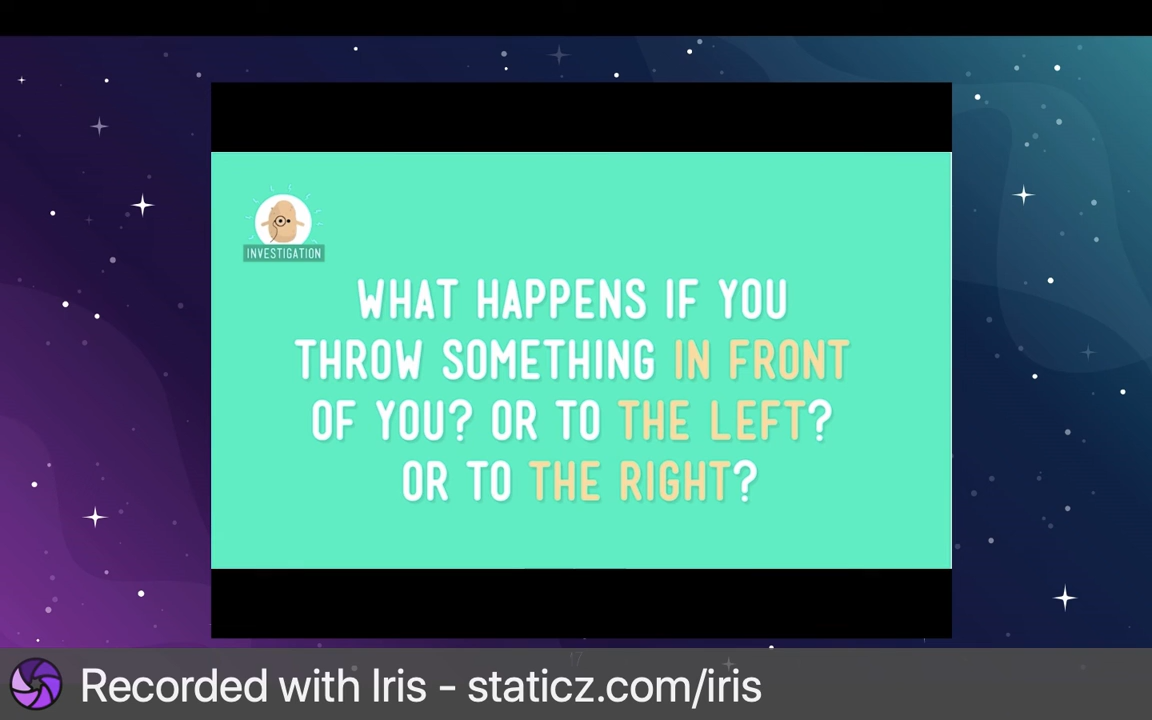 INVESTIGATION
WHAT HAPPENS IF YOU
THROW SOMETHING IN FRONT
OF YOU? OR TO THE LEFT?
OR TO THE RIGHT?
17
Recorded with Iris - staticz.com/iris